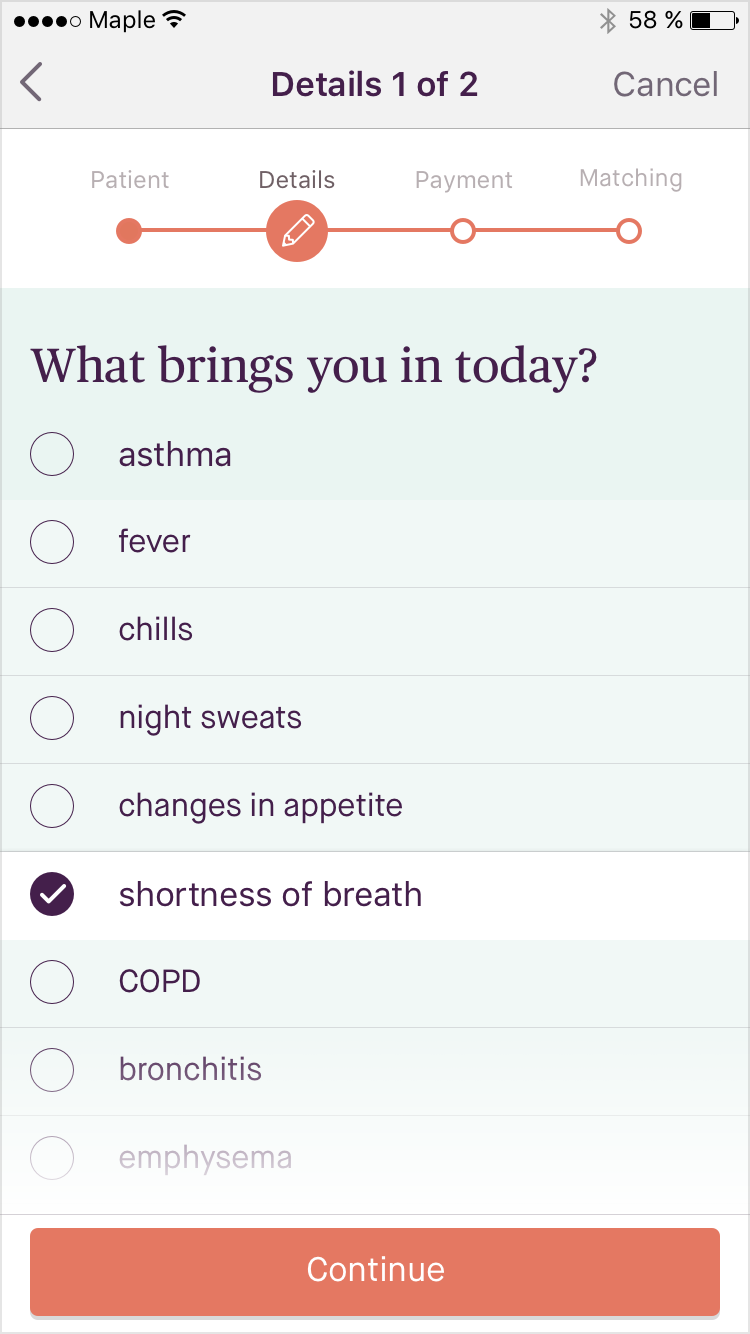 Maple 58 %
Details 1 of 2 Cancel
Patient Details Payment Matching
What brings you in today?
asthma
fever
chills
night sweats
changes in appetite
shortness of breath
COPD
bronchitis
emphysema
Continue